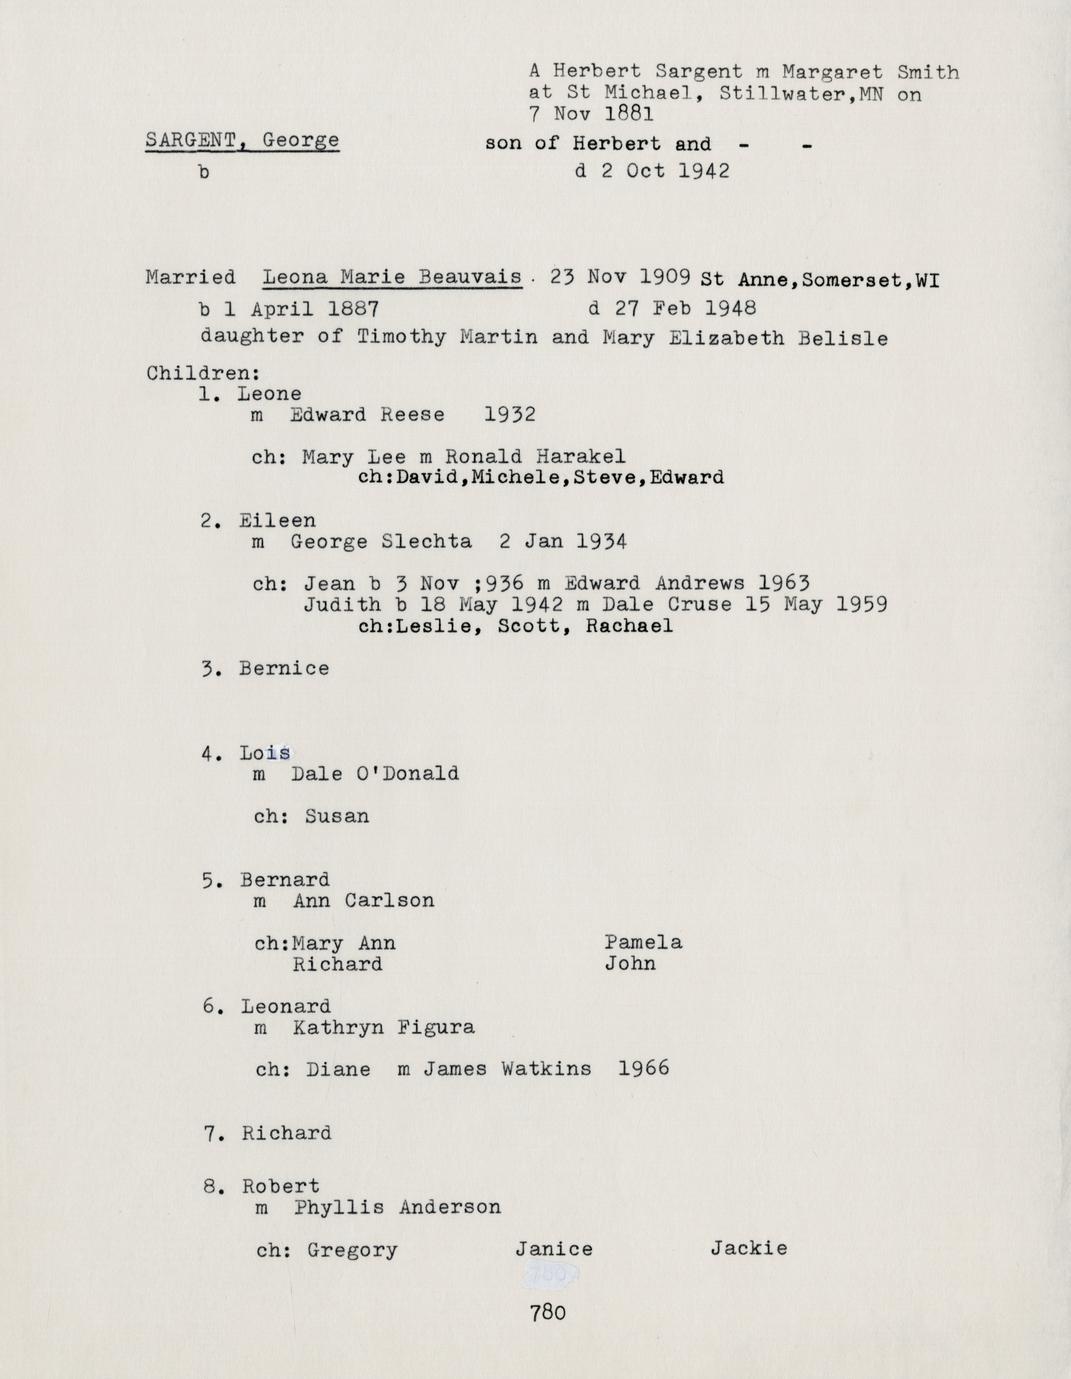 A Herbert Sargent m Margaret Smith
at St Michael, Stillwater,MN on
7 Nov 1881
SARGENT, George son of Herbert and - -
b d 2 Oct 1942
Married Leona Marie Beauvais . 23 Nov 1909 St Anne,Somerset,WI
b 1 April 1887 d 27 Feb 1948
daughter of Timothy Martin and Mary Elizabeth Belisle
Children:
1. Leone
m Edward Reese 1932
ch: Mary Lee m Ronald Harakel
ch:David,Michele,Steve,Edward
2. Eileen
m George Slechta 2 Jan 1934
ch: Jean b 3 Nov ;936 m Edward Andrews 1963
Judith b 18 May 1942 m Dale Cruse 15 May 1959
ch:Leslie, Scott, Rachael
3. Bernice
4. Lois
m Dale O'Donald
ch: Susan
5. Bernard
m Ann Carlson
ch:Mary Ann Pamela
Richard John
6. Leonard
m Kathryn Figura
ch: Diane m James Watkins 1966
7. Richard
8. Robert
m Phyllis Anderson
ch: Gregory Janice Jackie
780
780